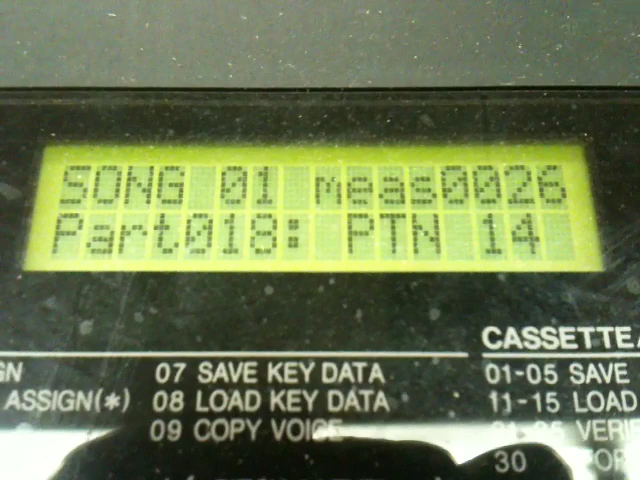 SONG 01 meas0026
Part018: PTN 14
CASSETTE
07 SAVE KEY DATA
01-05 SAVE
ASSIGN(*) 08 LOAD KEY DATA
11-15 LOAD
09 COPY VOICE
30